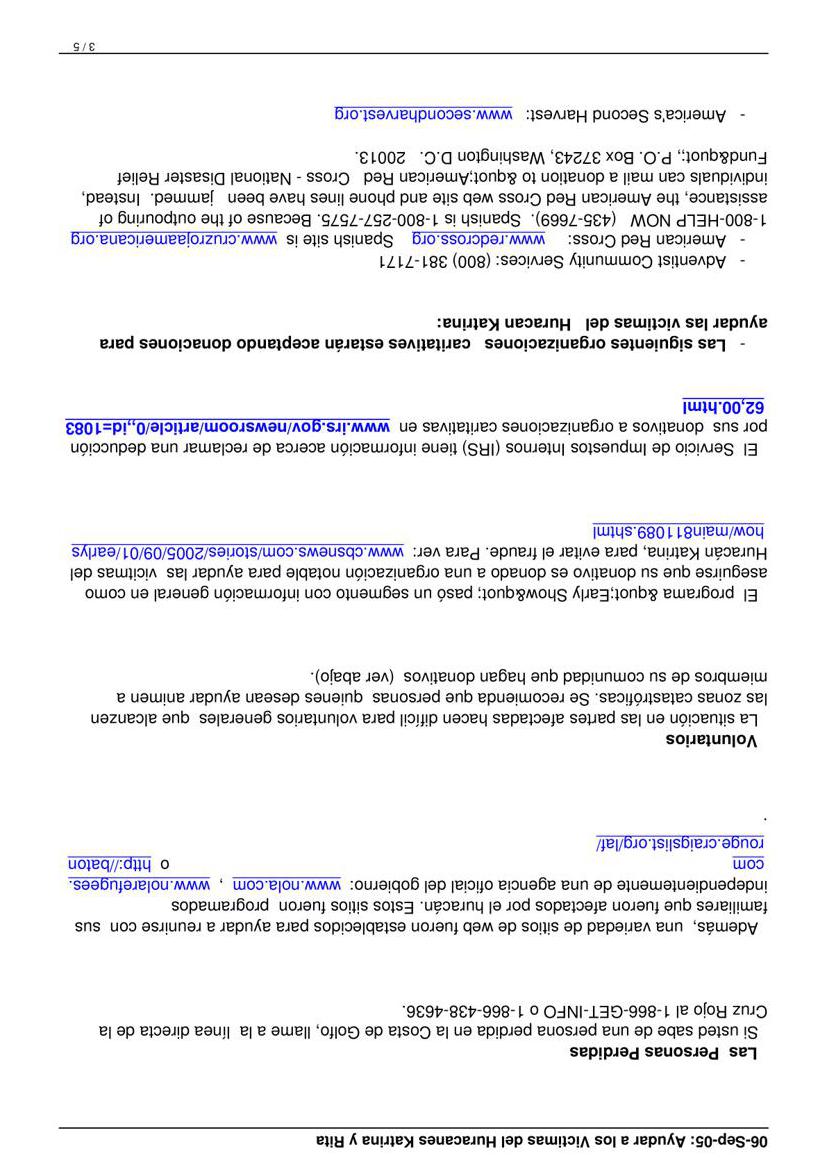 06-Sep-05: Ayudar a los Victimas del Huracanes Katrina y Rita
Las Personas Perdidas
Si usted sabe de una persona perdida en la Costa de Golfo, llame a la línea directa de la
Cruz Rojo al 1-866-GET-INFO o 1-866-438-4636.
Además, una variedad de sitios de web fueron establecidos para ayudar a reunirse con sus
familiares que fueron afectados por el huracán. Estos sitios fueron programados
independientemente de una agencia oficial del gobierno: www.nola.com , www.nolarefugees.
com o http://baton
rouge.craigslist.org/laf/
.
Voluntarios
La situación en las partes afectadas hacen difícil para voluntarios generales que alcanzen
las zonas catastróficas. Se recomienda que personas quienes desean ayudar animen a
miembros de su comunidad que hagan donativos (ver abajo).
El programa &quot;Early Show&quot; pasó un segmento con información general en como
aseguirse que su donativo es donado a una organización notable para ayudar las vicitmas del
Huracán Katrina, para evitar el fraude. Para ver: www.cbsnews.com/stories/2005/09/01/earlys
how/main811089.shtml
El Servicio de Impuestos Internos (IRS) tiene información acerca de reclamar una deducción
por sus donativos a organizaciones caritativas en www.irs.gov/newsroom/article/0,,id=1083
62,00.html
- Las siguientes organizaciones caritatives estarán aceptando donaciones para
ayudar las victimas del Huracan Katrina:
- Adventist Community Services: (800) 381-7171
- American Red Cross: www.redcross.org Spanish site is www.cruzrojaamericana.org
1-800-HELP NOW (435-7669). Spanish is 1-800-257-7575. Because of the outpouring of
assistance, the American Red Cross web site and phone lines have been jammed. Instead,
individuals can mail a donation to &quot;American Red Cross - National Disaster Relief
Fund&quot;, P.O. Box 37243, Washington D.C. 20013.
- America's Second Harvest: www.secondharvest.org
3 / 5